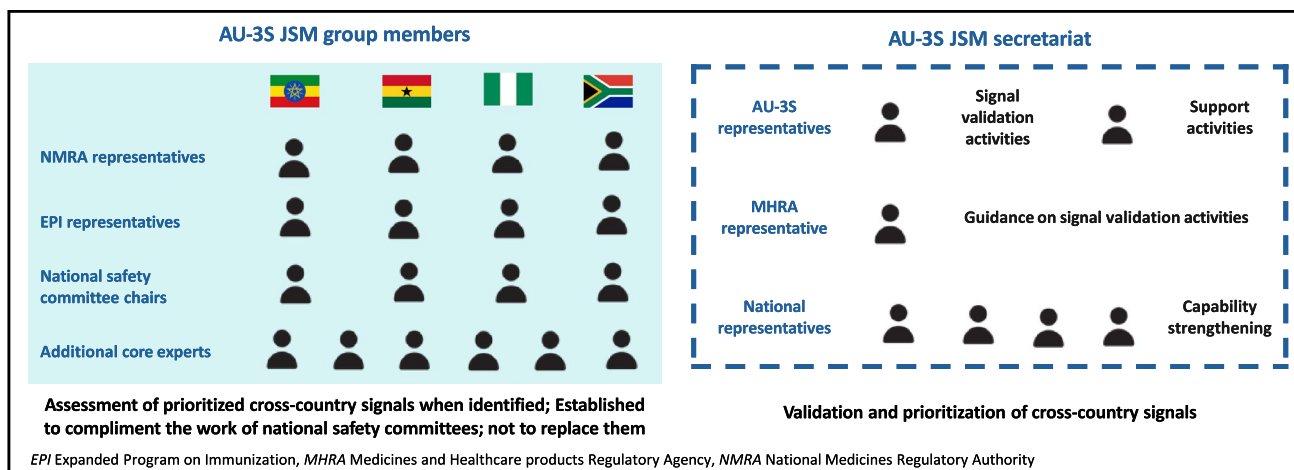 AU-3S JSM group members
NMRA representatives
EPI representatives
National safety
committee chairs
Additional core experts
Assessment of prioritized cross-country signals when identified; Established
to compliment the work of national safety committees; not to replace them
AU-3S JSM secretariat
AU-3S
representatives
Signal
validation
activities
Support
activities
MHRA
representative
Guidance on signal validation activities
National
representatives
Capability
strengthening
Validation and prioritization of cross-country signals
EPI Expanded Program on Immunization, MHRA Medicines and Healthcare products Regulatory Agency, NMRA National Medicines Regulatory Authority